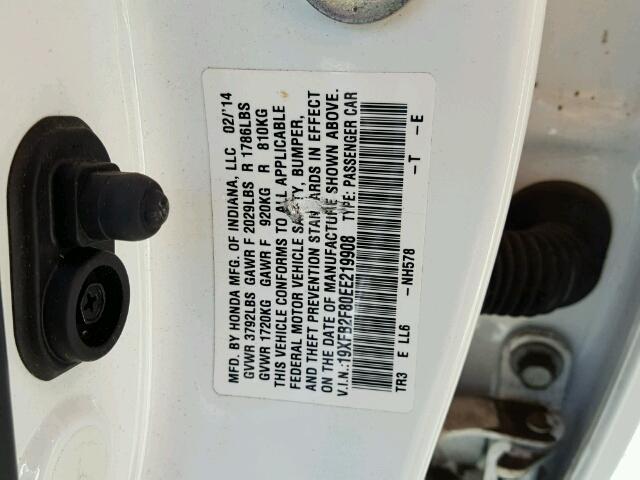 MFD. BY HONDA MFG. OF INDIANA, LLC 02/'14
GVWR 3792LBS GAWR F 2029LBS R 1786LBS
GVWR 1720KG GAWR F 920KG R 810KG
THIS VEHICLE CONFORMS TO ALL APPLICABLE
FEDERAL MOTOR VEHICLE SAFETY, BUMPER,
AND THEFT PREVENTION STANDARDS IN EFFECT
ON THE DATE OF MANUFACTURE SHOWN ABOVE.
V.I.N.:19XFB2F80EE219908 TYPE: PASSENGER CAR
TR3 E LL6 -NH578 -T -E